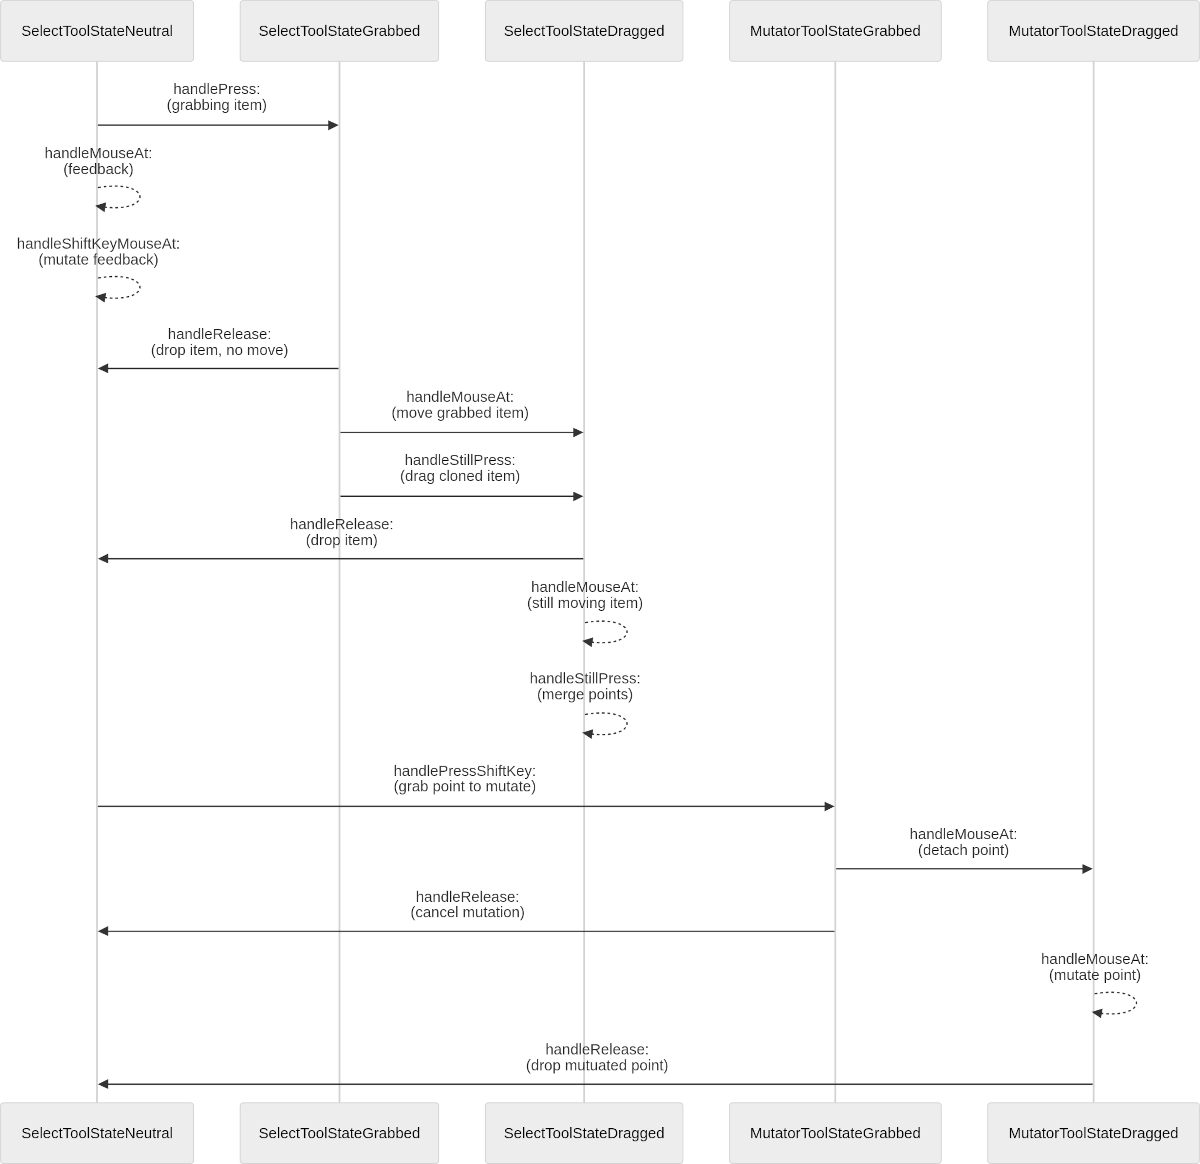 SelectToolStateNeutral
SelectToolStateGrabbed
SelectToolStateDragged
MutatorToolStateGrabbed
MutatorToolStateDragged
handlePress:
(grabbing item)
handleMouseAt:
(feedback)
handleShiftKeyMouseAt:
(mutate feedback)
handleRelease:
(drop item, no move)
handleMouseAt:
(move grabbed item)
handleStillPress:
(drag cloned item)
handleRelease:
(drop item)
handleMouseAt:
(still moving item)
handleStillPress:
(merge points)
handlePressShiftKey:
(grab point to mutate)
handleMouseAt:
(detach point)
handleRelease:
(cancel mutation)
handleMouseAt:
(mutate point)
handleRelease:
(drop mutuated point)
SelectToolStateNeutral
SelectToolStateGrabbed
SelectToolStateDragged
MutatorToolStateGrabbed
MutatorToolStateDragged